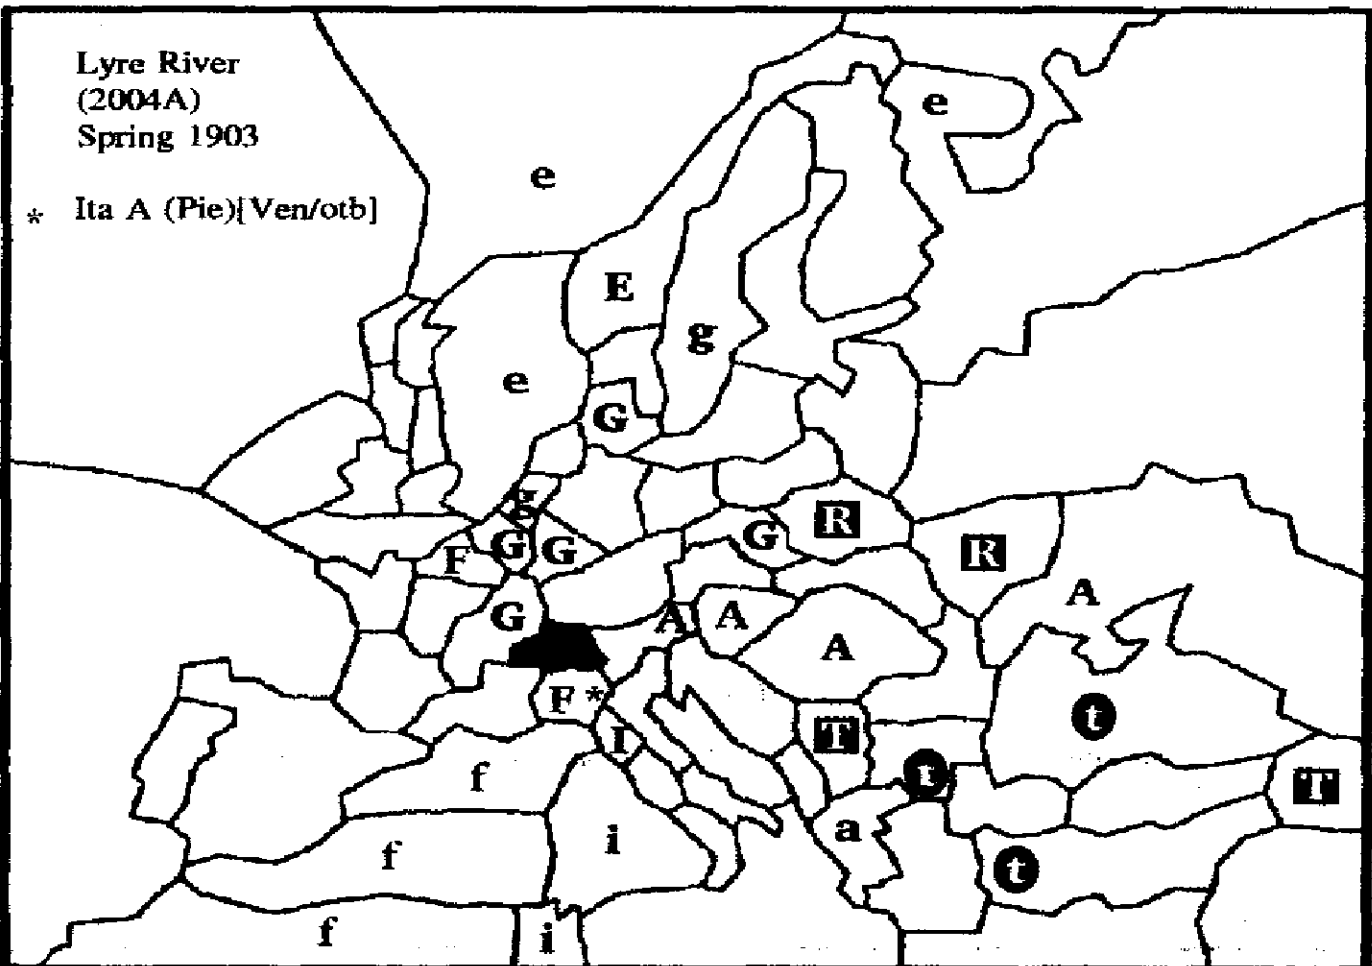 Lyre River
(2004A)
Spring 1903
* Ita A (Pie)[Ven/otb]
e
e
E
g
e
G
g
R
G
G
G
F
R
A
G
A
A
A
F*
t
T
I
t
T
f
a
i
f
t
f
i